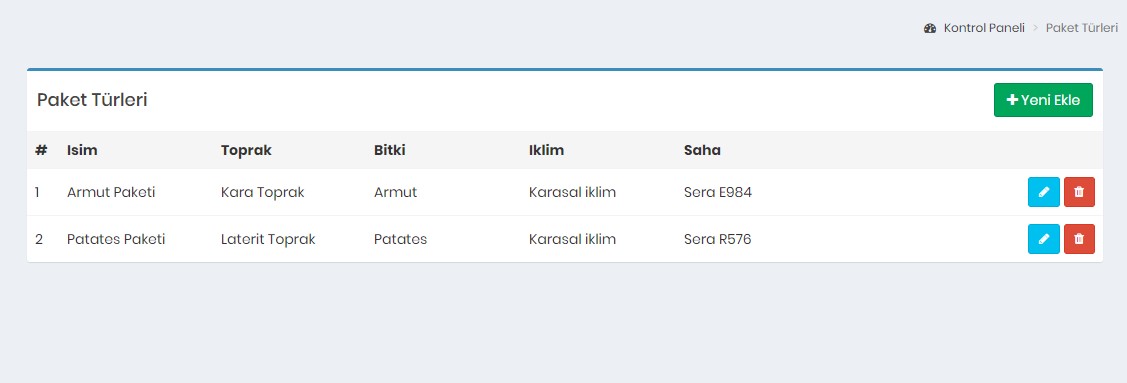 Kontrol Paneli > Paket Türleri
Paket Türleri
Yeni Ekle
# Isim Toprak Bitki Iklim Saha
1 Armut Paketi Kara Toprak Armut Karasal iklim Sera E984
2 Patates Paketi Laterit Toprak Patates Karasal iklim Sera R576